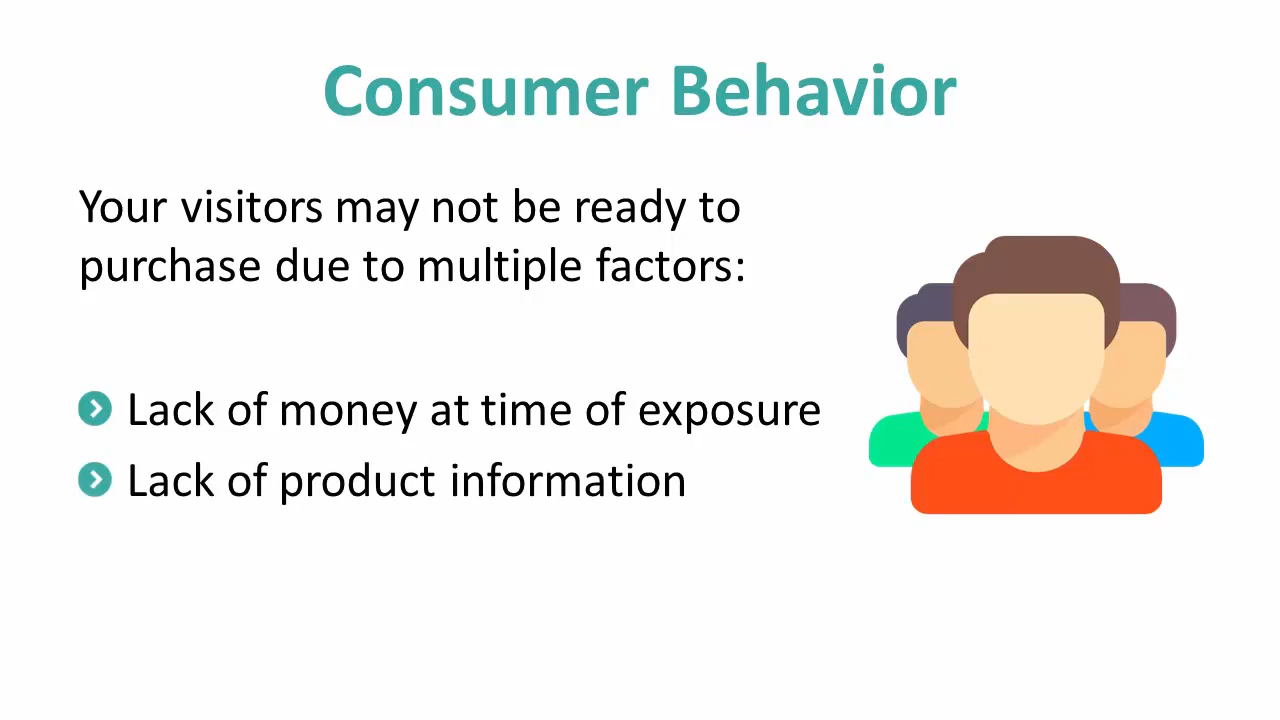 Consumer Behavior
Your visitors may not be ready to
purchase due to multiple factors:
Lack of money at time of exposure
Lack of product information